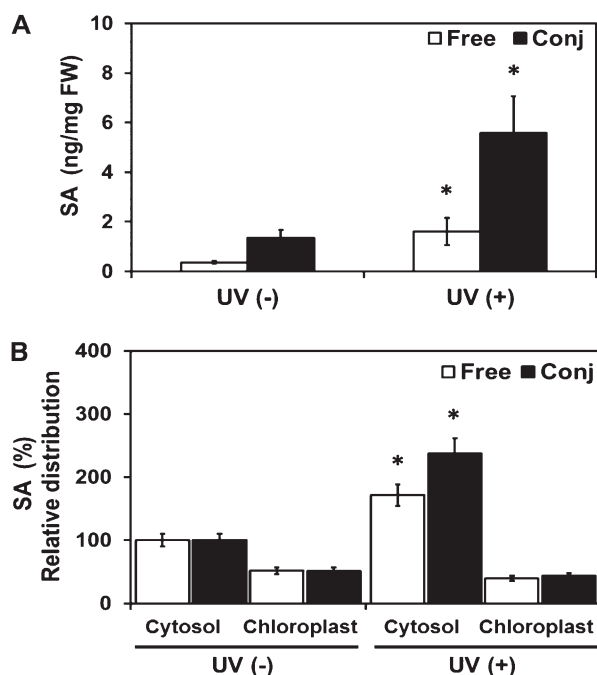 A
10
8
6
4
2
0
SA (ng/mg FW)
Free Conj
*
*
UV (-) UV (+)
B
400
300
200
100
0
SA (%)
Relative distribution
Free Conj
*
*
Cytosol Chloroplast Cytosol Chloroplast
UV (-) UV (+)